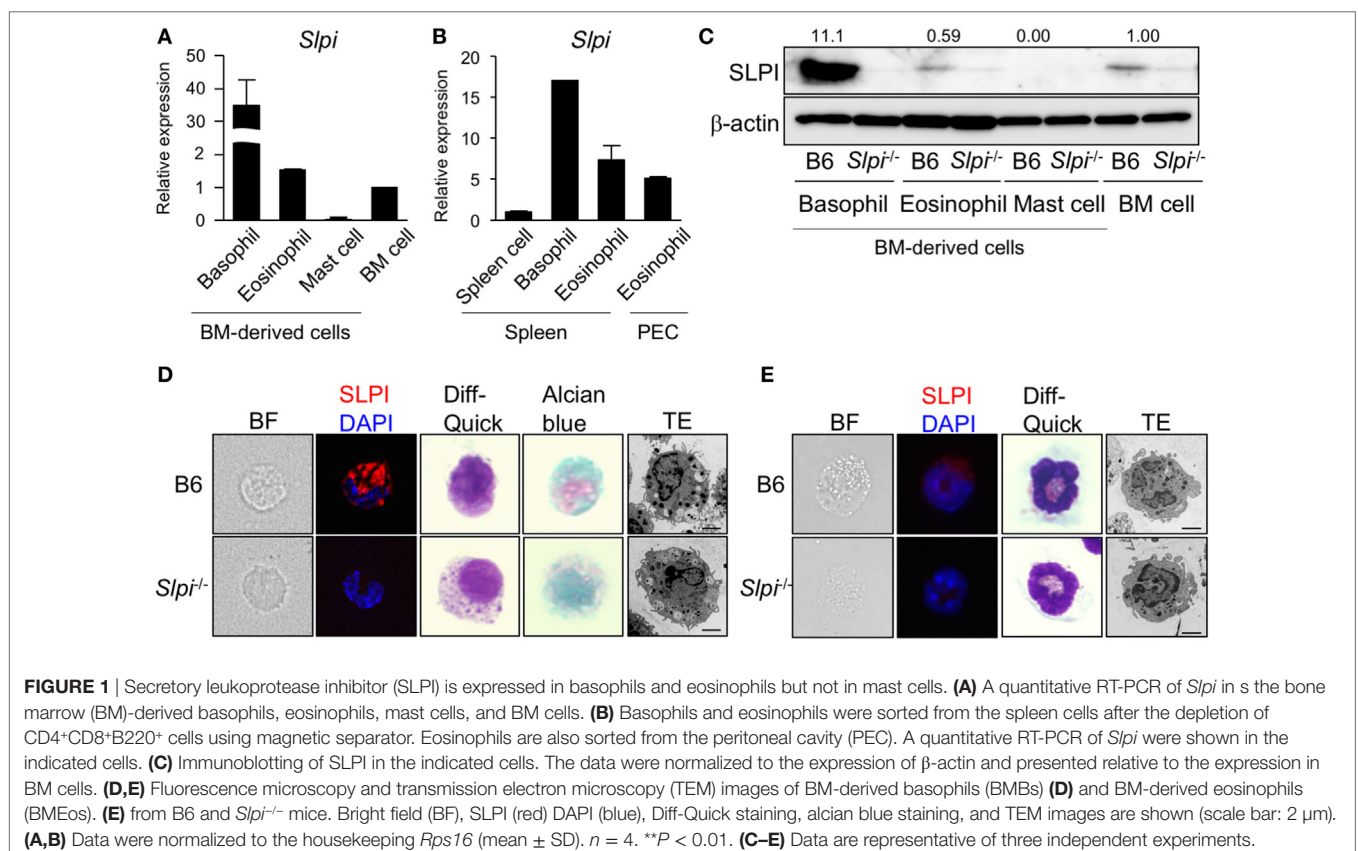 A
Slpi
Relative expression
50
40
30
20
2
1
0
Basophil
Eosinophil
Mast cell
BM cell
BM-derived cells
B
Slpi
Relative expression
20
15
10
5
0
Spleen cell
Basophil
Eosinophil
Eosinophil
Spleen
PEC
C
11.1 0.59 0.00 1.00
SLPI
β-actin
B6 Slpi-/- B6 Slpi-/- B6 Slpi-/- B6 Slpi-/-
Basophil Eosinophil Mast cell BM cell
BM-derived cells
D
BF SLPI DAPI Diff-Quick Alcian blue TE
B6
Slpi-/-
E
BF SLPI DAPI Diff-Quick TE
B6
Slpi-/-
FIGURE 1 | Secretory leukoprotease inhibitor (SLPI) is expressed in basophils and eosinophils but not in mast cells. (A) A quantitative RT-PCR of Slpi in s the bone
marrow (BM)-derived basophils, eosinophils, mast cells, and BM cells. (B) Basophils and eosinophils were sorted from the spleen cells after the depletion of
CD4⁺CD8⁺B220⁺ cells using magnetic separator. Eosinophils are also sorted from the peritoneal cavity (PEC). A quantitative RT-PCR of Slpi were shown in the
indicated cells. (C) Immunoblotting of SLPI in the indicated cells. The data were normalized to the expression of β-actin and presented relative to the expression in
BM cells. (D,E) Fluorescence microscopy and transmission electron microscopy (TEM) images of BM-derived basophils (BMBs) (D) and BM-derived eosinophils
(BMEos). (E) from B6 and Slpi⁻/⁻ mice. Bright field (BF), SLPI (red) DAPI (blue), Diff-Quick staining, alcian blue staining, and TEM images are shown (scale bar: 2 µm).
(A,B) Data were normalized to the housekeeping Rps16 (mean ± SD). n = 4. **P < 0.01. (C–E) Data are representative of three independent experiments.